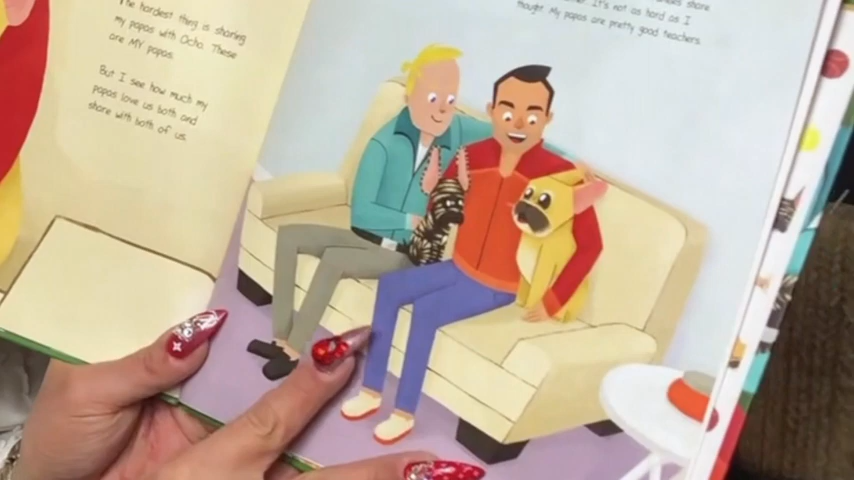 The hardest thing is sharing
my papas with Ocho. These
are MY papas.
But I see how much my
papas love us both and
share with both of us.
share
It's not as hard as I
thought. My papas are pretty good teachers.